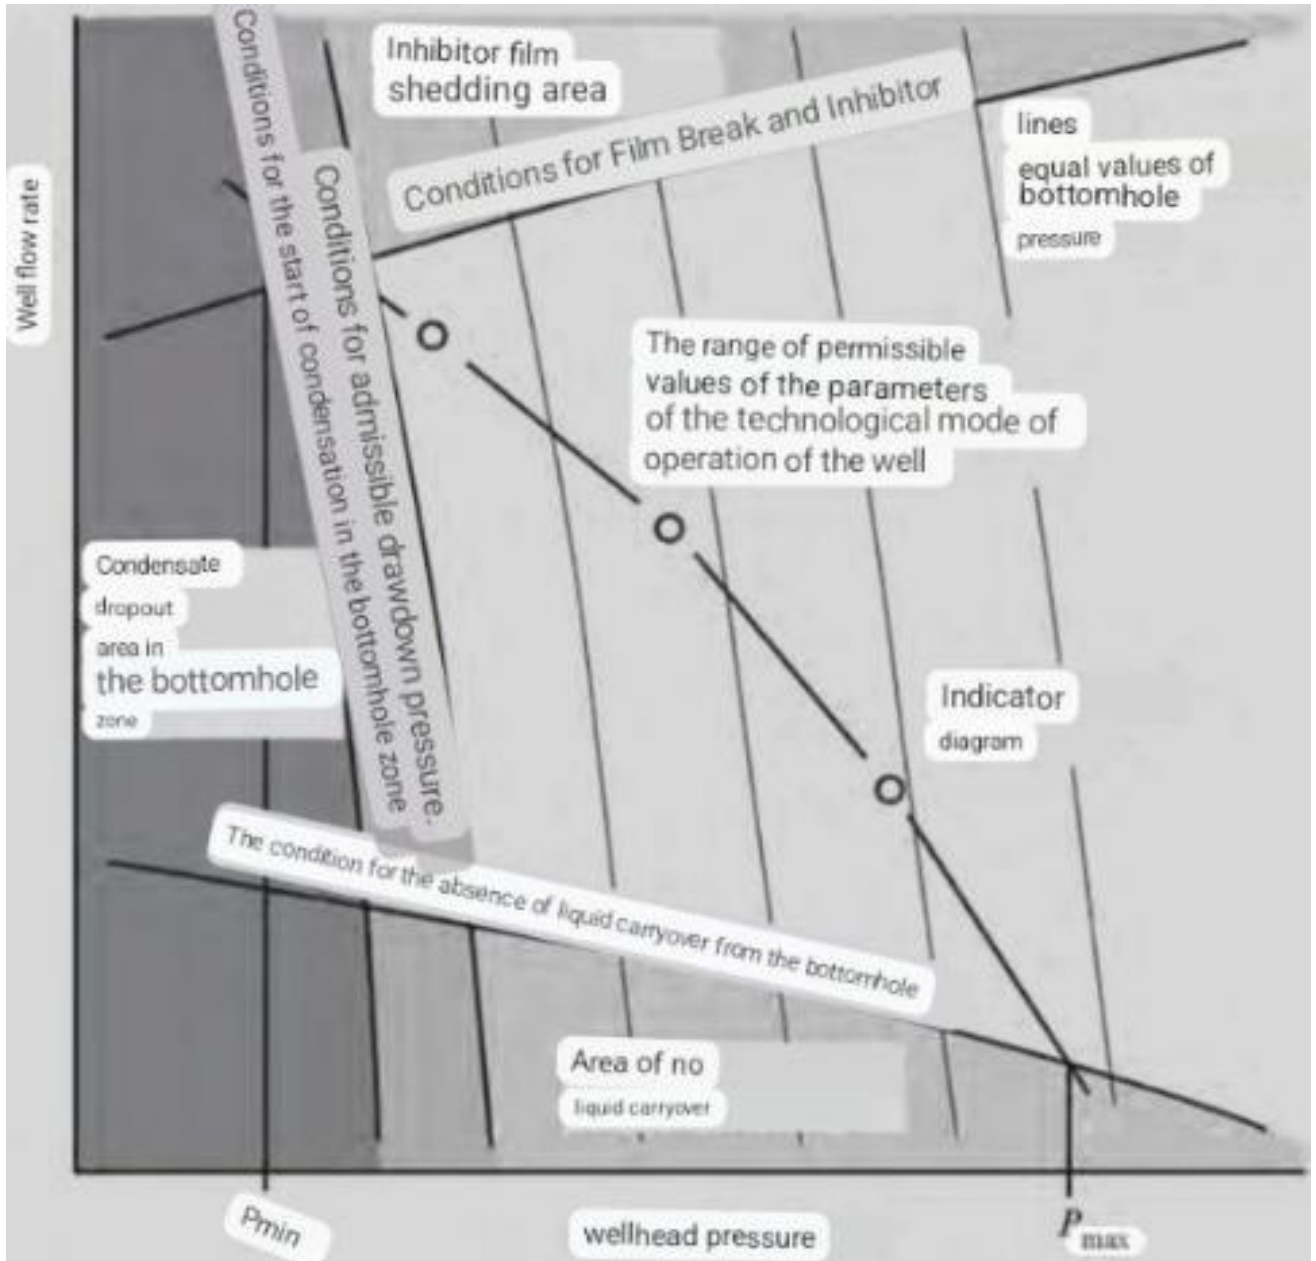 Inhibitor film
shedding area
Conditions for the start of condensation in the bottomhole zone
Conditions for admissible drawdown pressure.
Conditions for Film Break and Inhibitor
lines
equal values of
bottomhole
pressure
Well flow rate
The range of permissible
values of the parameters
of the technological mode of
operation of the well
Condensate
dropout
area in
the bottomhole
zone
Indicator
diagram
The condition for the absence of liquid carryover from the bottomhole
Area of no
liquid carryover
Pmin
wellhead pressure
Pmax